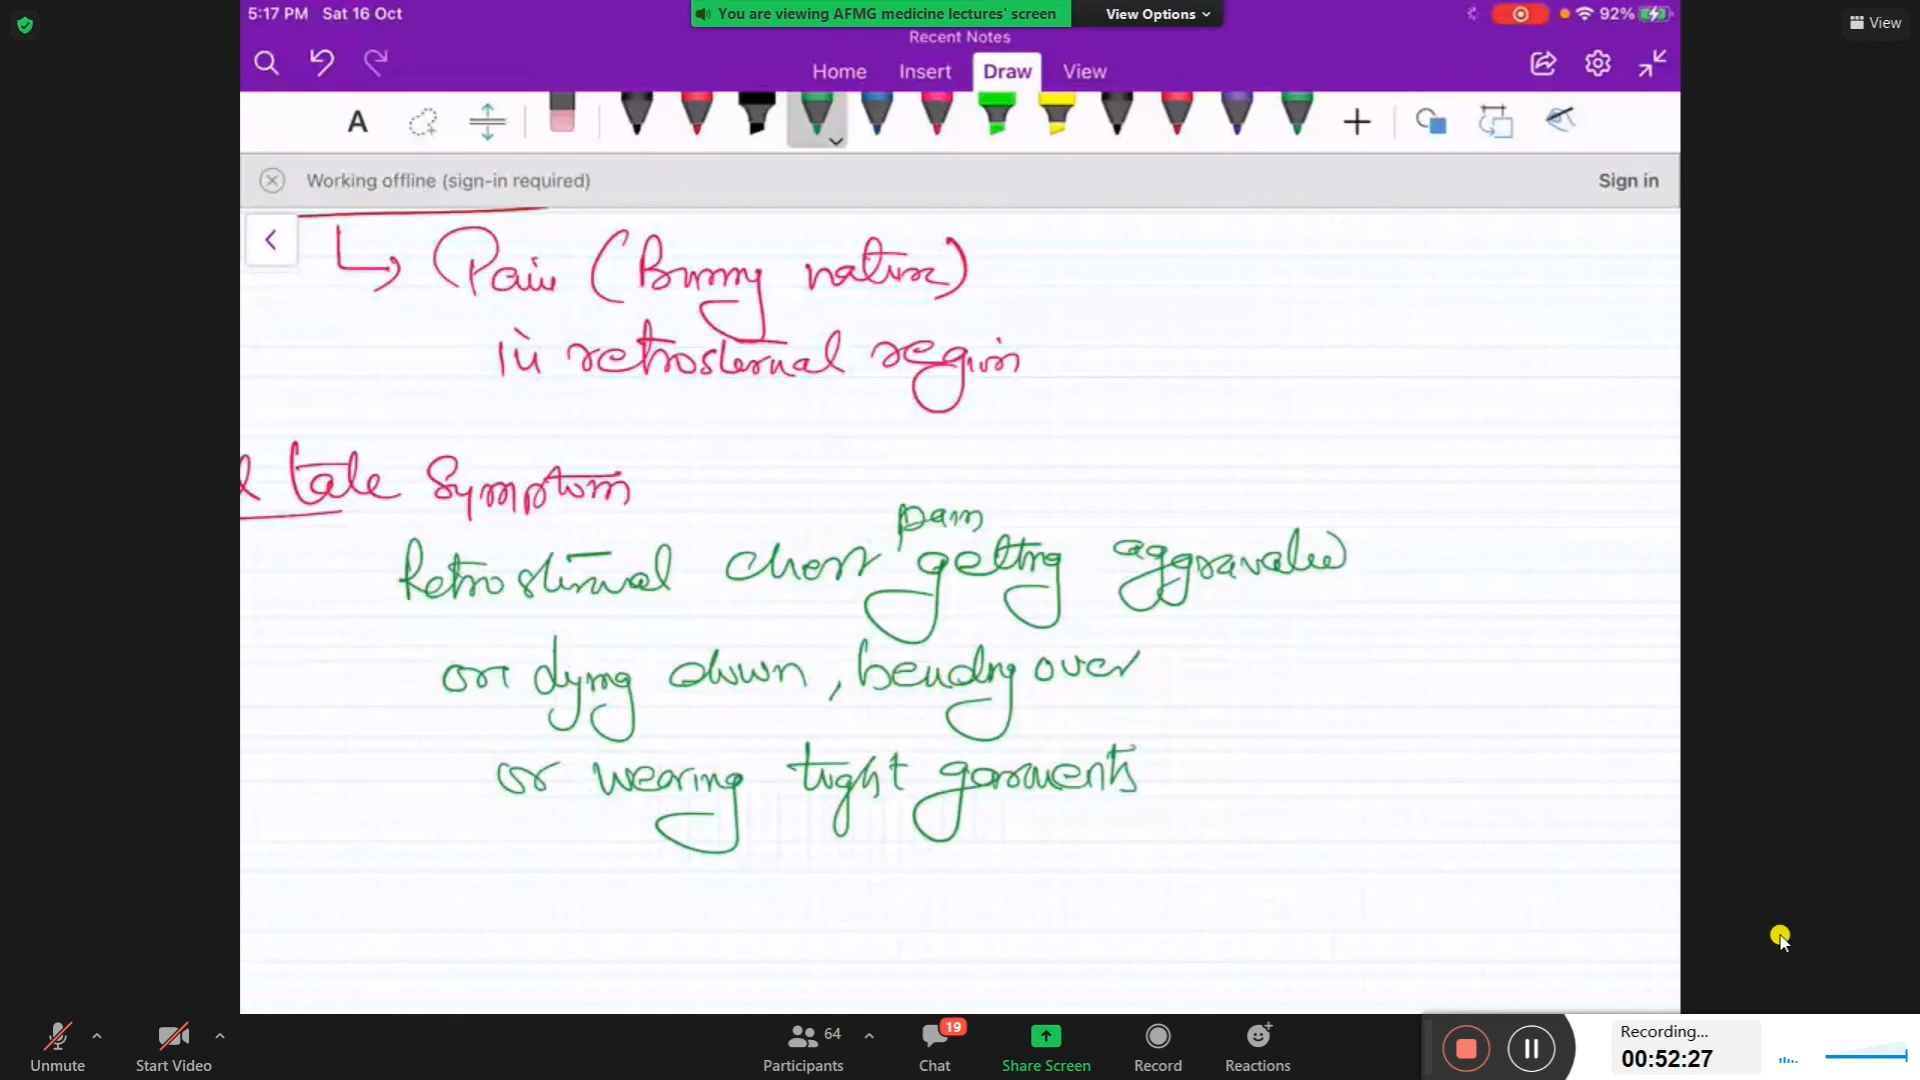 5:17 PM Sat 16 Oct
You are viewing AFMG medicine lectures' screen
View Options
92%
View
Recent Notes
Home Insert Draw View
A
Working offline (sign-in required)
Sign in
Pain (Burning nature)
in retrosternal region
tale Symptom
pain
Retrosternal chest getting aggravated
on lying down, bending over
or wearing tight garments
Unmute
Start Video
64
Participants
19
Chat
Share Screen
Record
Reactions
Recording...
00:52:27